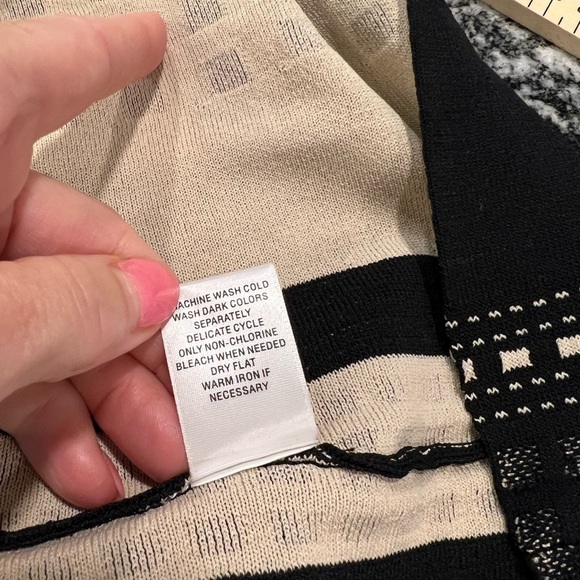 MACHINE WASH COLD
WASH DARK COLORS
SEPARATELY
DELICATE CYCLE
ONLY NON-CHLORINE
BLEACH WHEN NEEDED
DRY FLAT
WARM IRON IF
NECESSARY